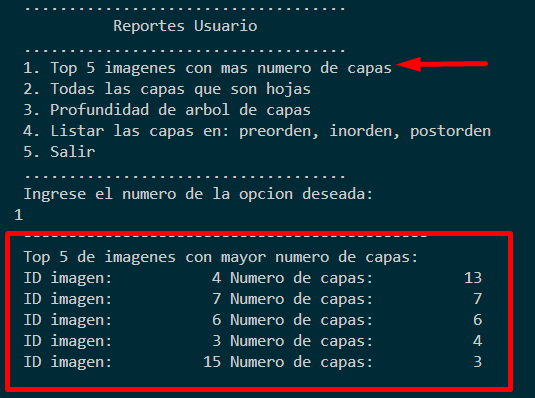 .....................................
Reportes Usuario
.....................................
1. Top 5 imagenes con mas numero de capas
2. Todas las capas que son hojas
3. Profundidad de arbol de capas
4. Listar las capas en: preorden, inorden, postorden
5. Salir
.....................................
Ingrese el numero de la opcion deseada:
1
-----------------------------------------------
Top 5 de imagenes con mayor numero de capas:
ID imagen: 4 Numero de capas: 13
ID imagen: 7 Numero de capas: 7
ID imagen: 6 Numero de capas: 6
ID imagen: 3 Numero de capas: 4
ID imagen: 15 Numero de capas: 3